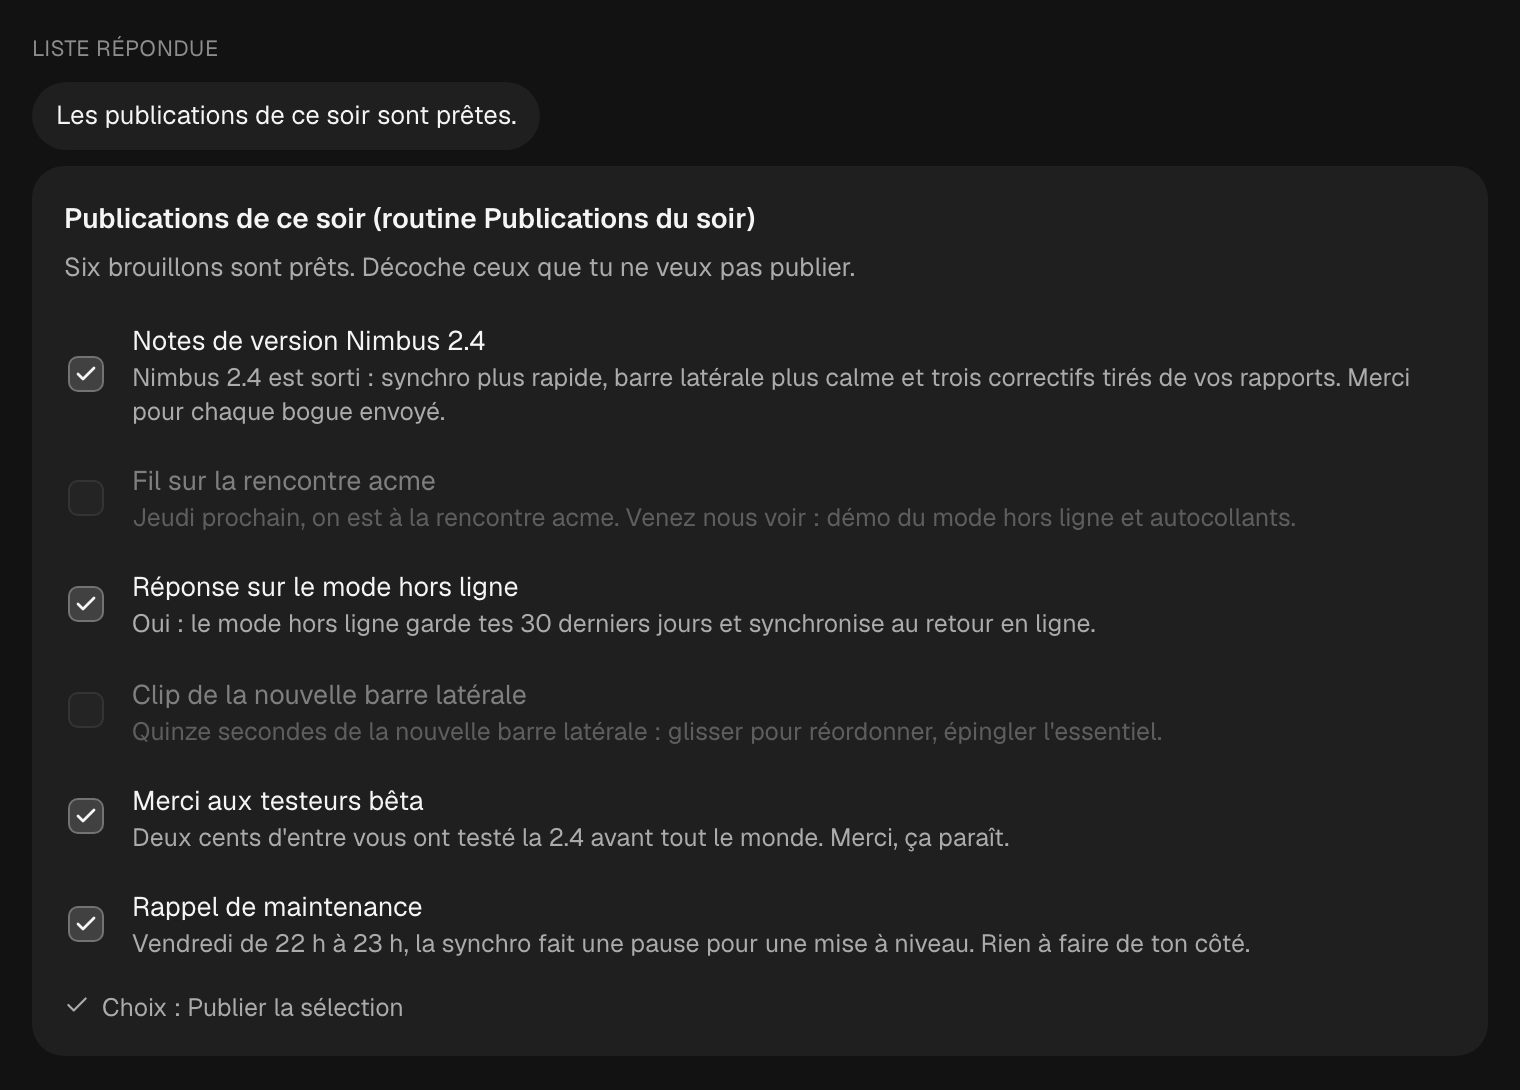 LISTE RÉPONDUE
Les publications de ce soir sont prêtes.
Publications de ce soir (routine Publications du soir)
Six brouillons sont prêts. Décoche ceux que tu ne veux pas publier.
Notes de version Nimbus 2.4
Nimbus 2.4 est sorti : synchro plus rapide, barre latérale plus calme et trois correctifs tirés de vos rapports. Merci
pour chaque bogue envoyé.
Fil sur la rencontre acme
Jeudi prochain, on est à la rencontre acme. Venez nous voir : démo du mode hors ligne et autocollants.
Réponse sur le mode hors ligne
Oui : le mode hors ligne garde tes 30 derniers jours et synchronise au retour en ligne.
Clip de la nouvelle barre latérale
Quinze secondes de la nouvelle barre latérale : glisser pour réordonner, épingler l'essentiel.
Merci aux testeurs bêta
Deux cents d'entre vous ont testé la 2.4 avant tout le monde. Merci, ça paraît.
Rappel de maintenance
Vendredi de 22 h à 23 h, la synchro fait une pause pour une mise à niveau. Rien à faire de ton côté.
Choix : Publier la sélection